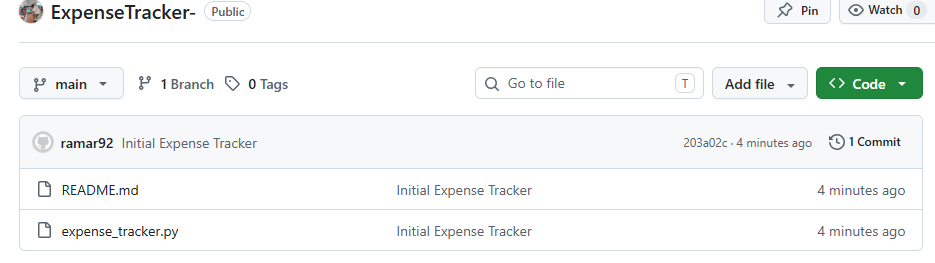 ExpenseTracker- Public Pin Watch 0
main 1 Branch 0 Tags Go to file T Add file Code
ramar92 Initial Expense Tracker 203a02c · 4 minutes ago 1 Commit
README.md Initial Expense Tracker 4 minutes ago
expense_tracker.py Initial Expense Tracker 4 minutes ago